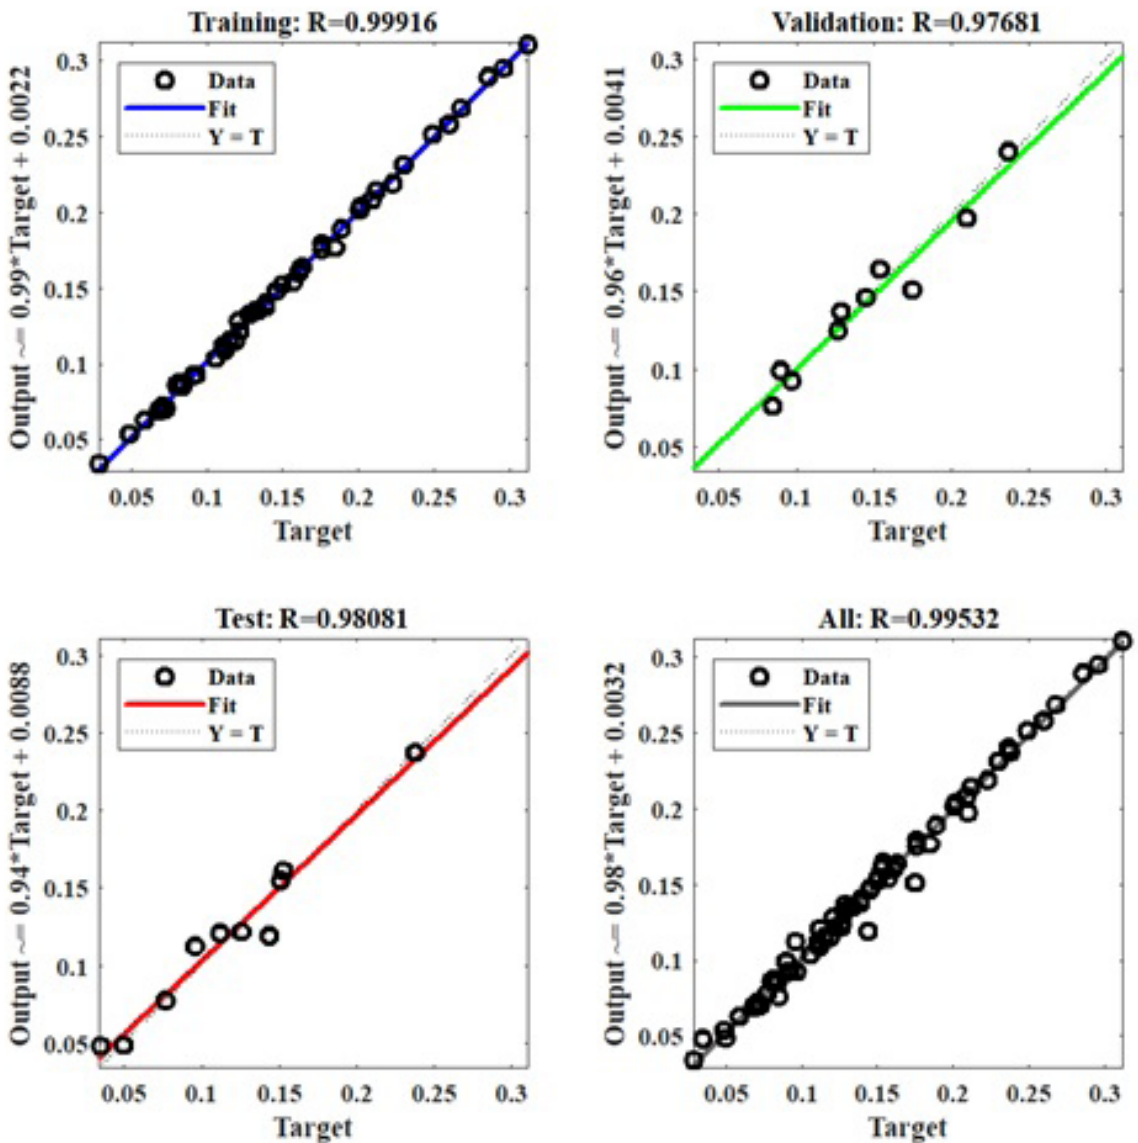 Training: R=0.99916
Output ~= 0.99*Target + 0.0022
0.3
0.25
0.2
0.15
0.1
0.05
Data
Fit
Y = T
0.05 0.1 0.15 0.2 0.25 0.3
Target
Validation: R=0.97681
Output ~= 0.96*Target + 0.0041
0.3
0.25
0.2
0.15
0.1
0.05
Data
Fit
Y = T
0.05 0.1 0.15 0.2 0.25 0.3
Target
Test: R=0.98081
Output ~= 0.94*Target + 0.0088
0.3
0.25
0.2
0.15
0.1
0.05
Data
Fit
Y = T
0.05 0.1 0.15 0.2 0.25 0.3
Target
All: R=0.99532
Output ~= 0.98*Target + 0.0032
0.3
0.25
0.2
0.15
0.1
0.05
Data
Fit
Y = T
0.05 0.1 0.15 0.2 0.25 0.3
Target